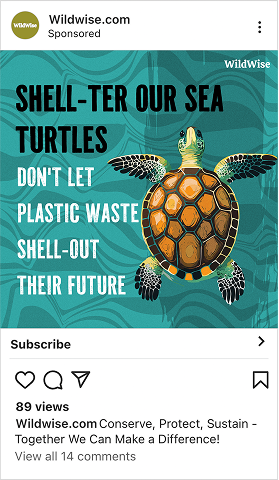 WildWise
Wildwise.com
Sponsored
WildWise
SHELL-TER OUR SEA
TURTLES
DON'T LET
PLASTIC WASTE
SHELL-OUT
THEIR FUTURE
Subscribe
89 views
Wildwise.com Conserve, Protect, Sustain -
Together We Can Make a Difference!
View all 14 comments